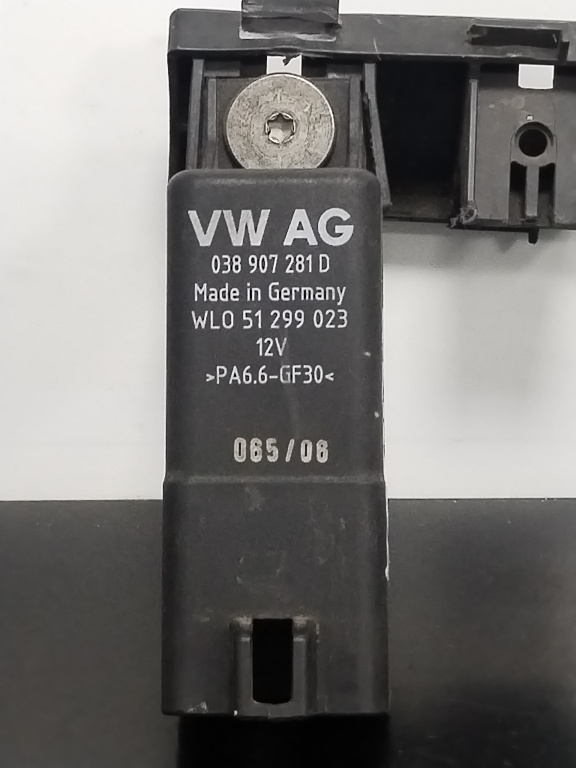 VW AG
038 907 281 D
Made in Germany
WLO 51 299 023
12V
>PA6.6-GF30<
065/06